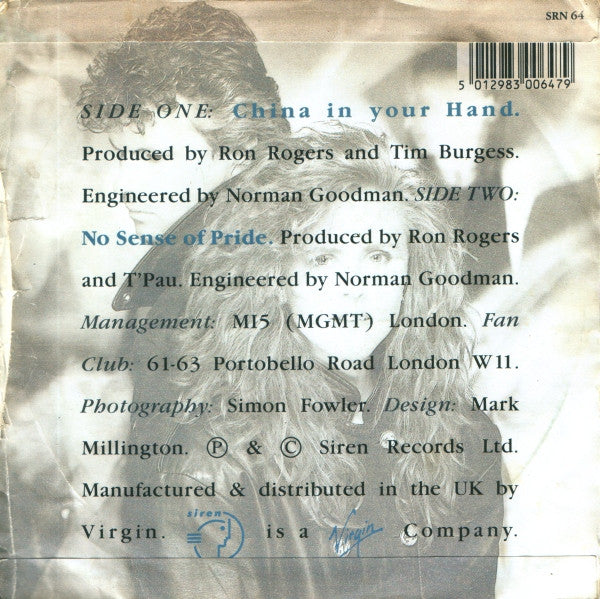 SRN 64
5 012983 006479
SIDE ONE: China in your Hand.
Produced by Ron Rogers and Tim Burgess.
Engineered by Norman Goodman. SIDE TWO:
No Sense of Pride. Produced by Ron Rogers
and T'Pau. Engineered by Norman Goodman.
Management: MI5 (MGMT) London. Fan
Club: 61-63 Portobello Road London W11.
Photography: Simon Fowler. Design: Mark
Millington. Ⓟ & © Siren Records Ltd.
Manufactured & distributed in the UK by
Virgin. siren is a Virgin Company.